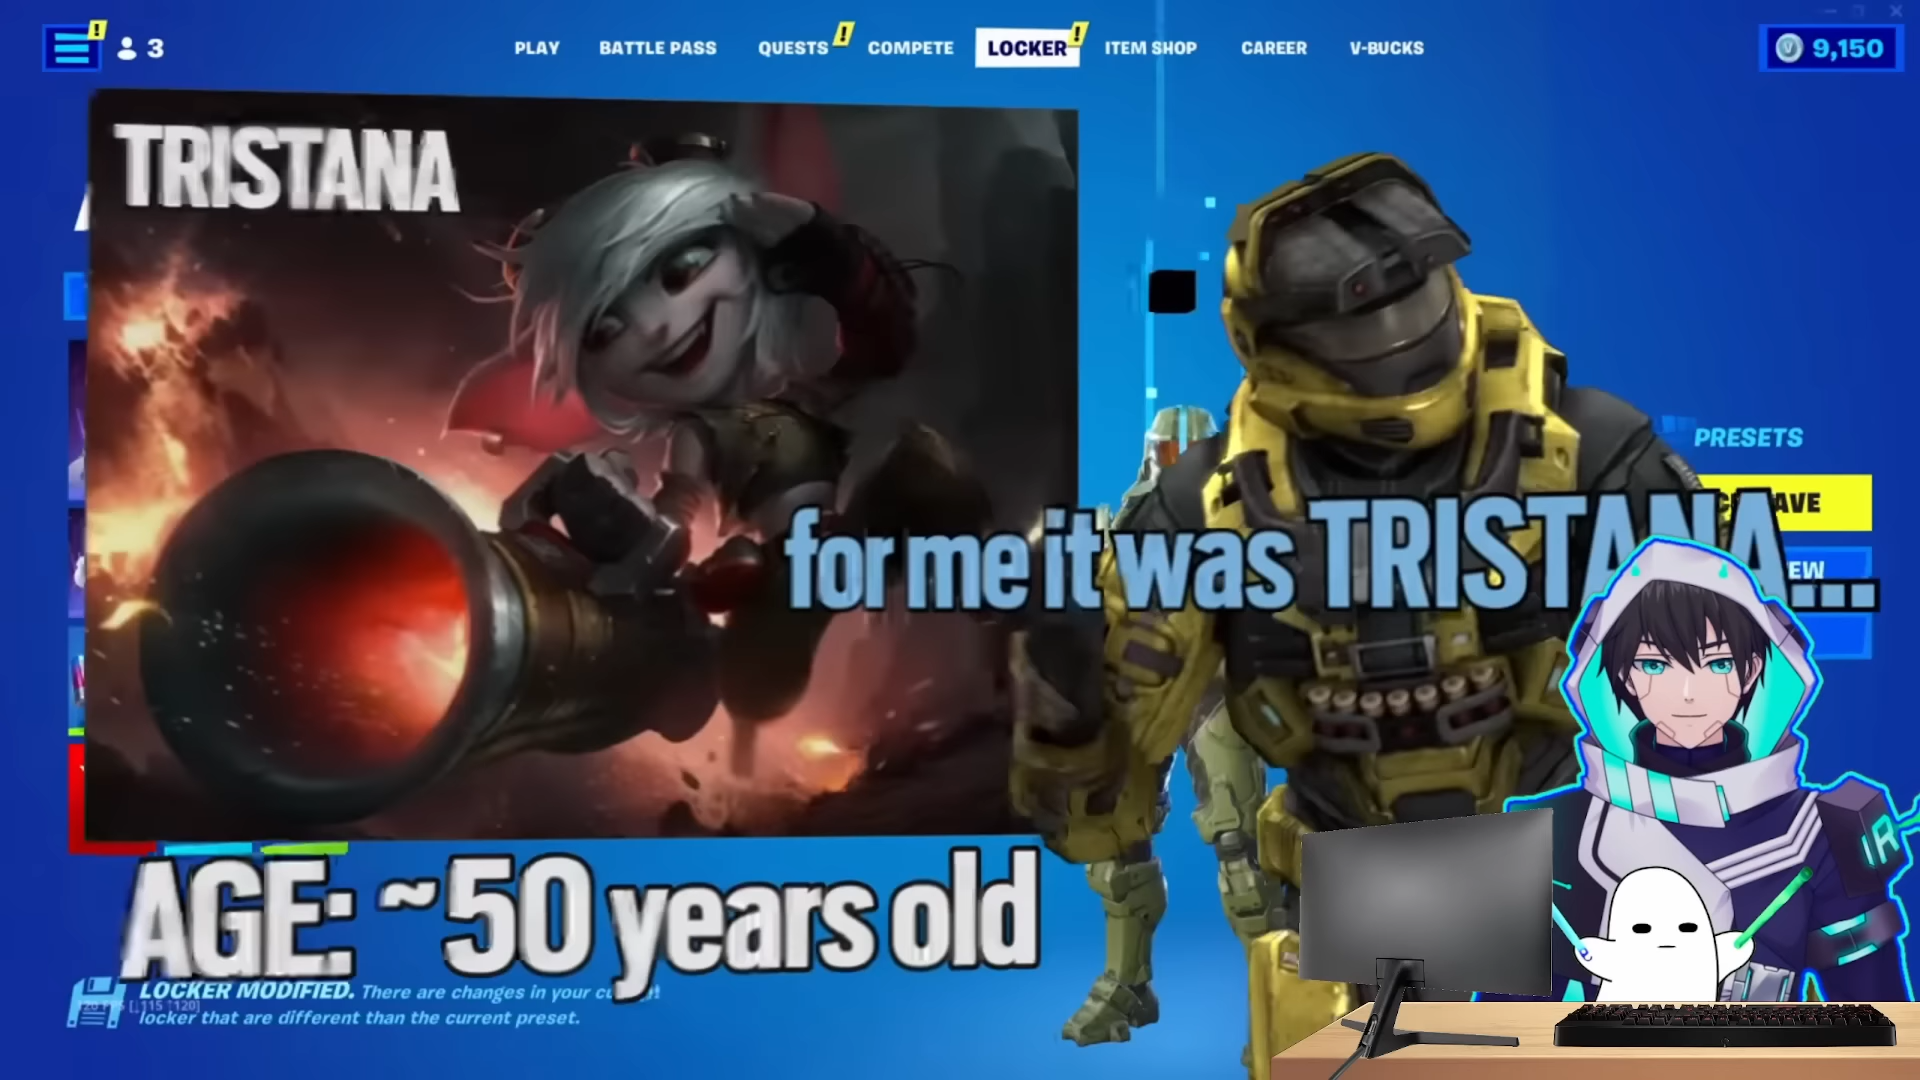 3
PLAY
BATTLE PASS
QUESTS
COMPETE
LOCKER
ITEM SHOP
CAREER
V-BUCKS
9,150
TRISTANA
PRESETS
for me it was TRISTANA...
AGE: ~50 years old
LOCKER MODIFIED. There are changes in your
locker that are different than the current preset.